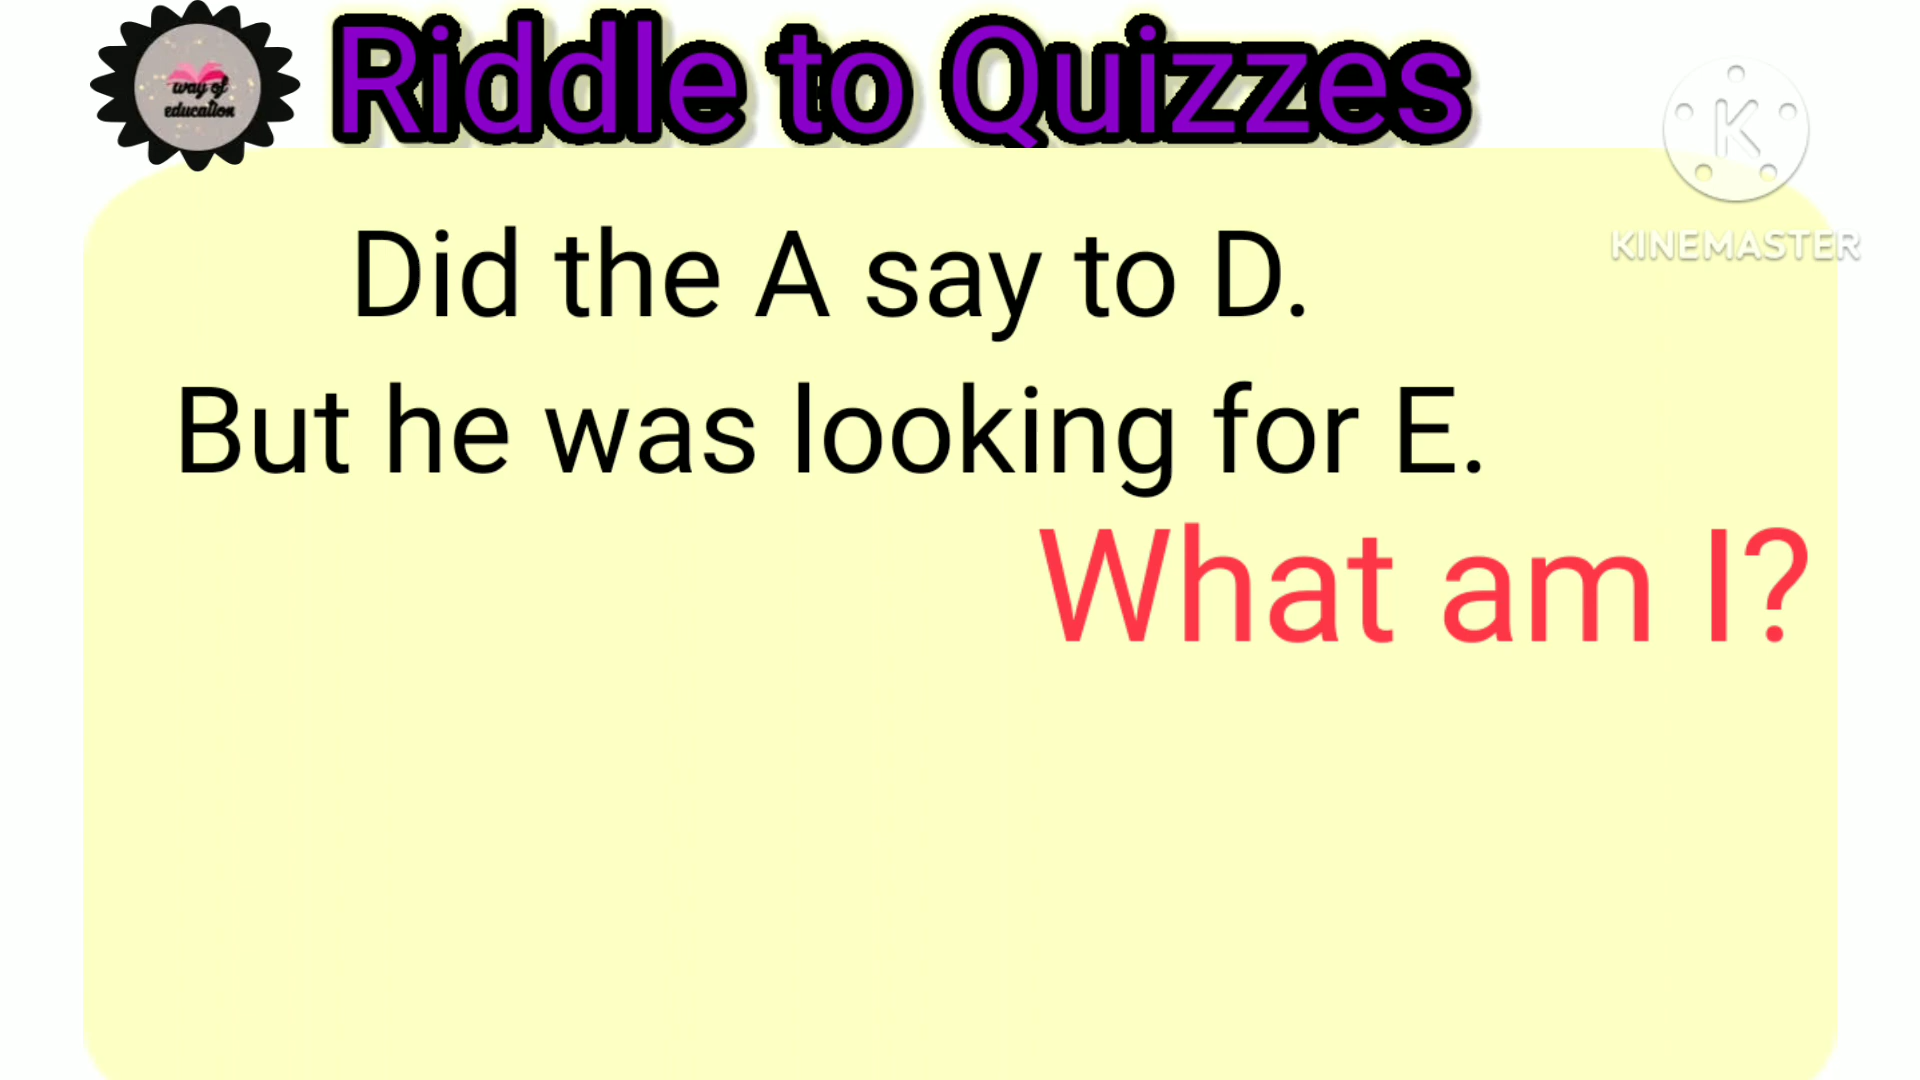 way of
education
Riddle to Quizzes
K
KINEMASTER
Did the A say to D.
But he was looking for E.
What am I?